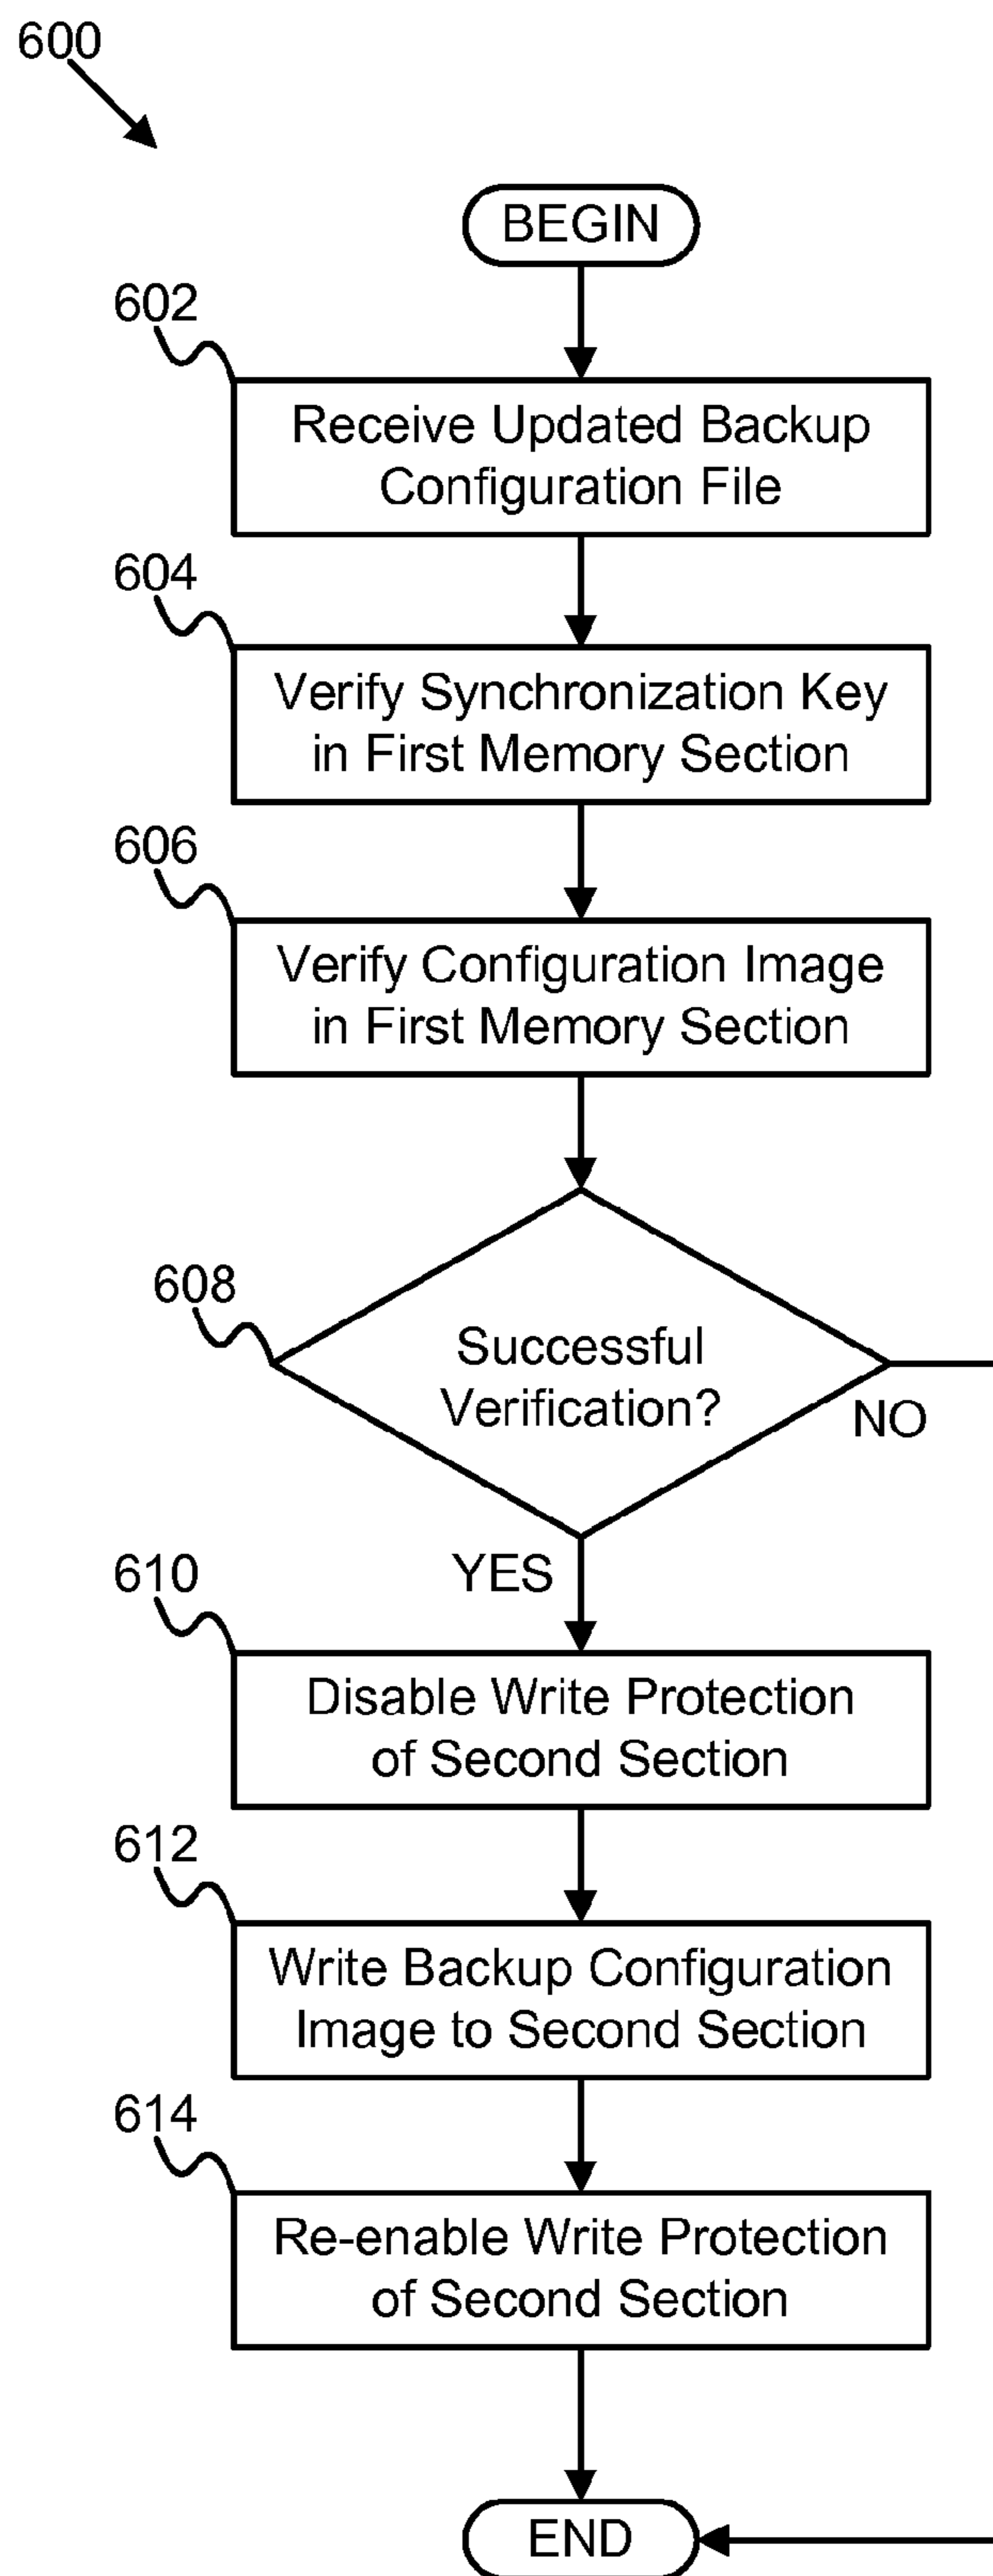 600
BEGIN
602
Receive Updated Backup
Configuration File
604
Verify Synchronization Key
in First Memory Section
606
Verify Configuration Image
in First Memory Section
608
Successful
Verification?
NO
YES
610
Disable Write Protection
of Second Section
612
Write Backup Configuration
Image to Second Section
614
Re-enable Write Protection
of Second Section
END